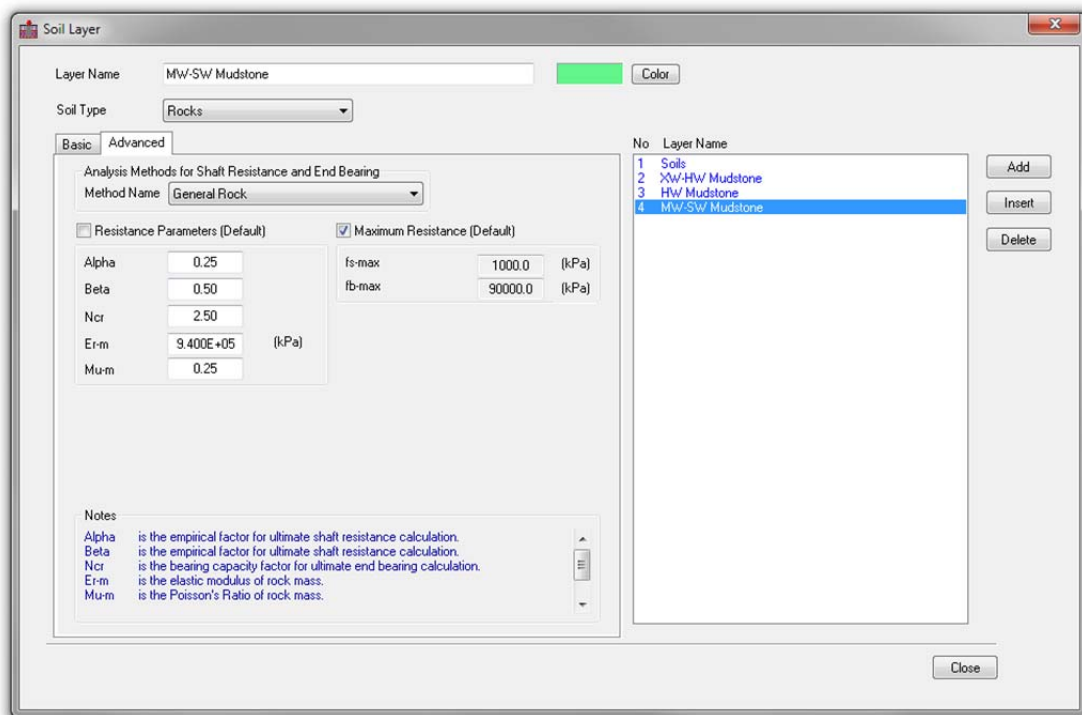 Soil Layer
Layer Name MW-SW Mudstone Color
Soil Type Rocks
Basic Advanced
Analysis Methods for Shaft Resistance and End Bearing
Method Name General Rock
Resistance Parameters (Default) Maximum Resistance (Default)
Alpha 0.25 fs-max 1000.0 (kPa)
Beta 0.50 fb-max 90000.0 (kPa)
Ncr 2.50
Er-m 9.400E+05 (kPa)
Mu-m 0.25
Notes
Alpha is the empirical factor for ultimate shaft resistance calculation.
Beta is the empirical factor for ultimate shaft resistance calculation.
Ncr is the bearing capacity factor for ultimate end bearing calculation.
Er-m is the elastic modulus of rock mass.
Mu-m is the Poisson's Ratio of rock mass.
No Layer Name
1 Soils
2 XW-HW Mudstone
3 HW Mudstone
4 MW-SW Mudstone
Add
Insert
Delete
Close